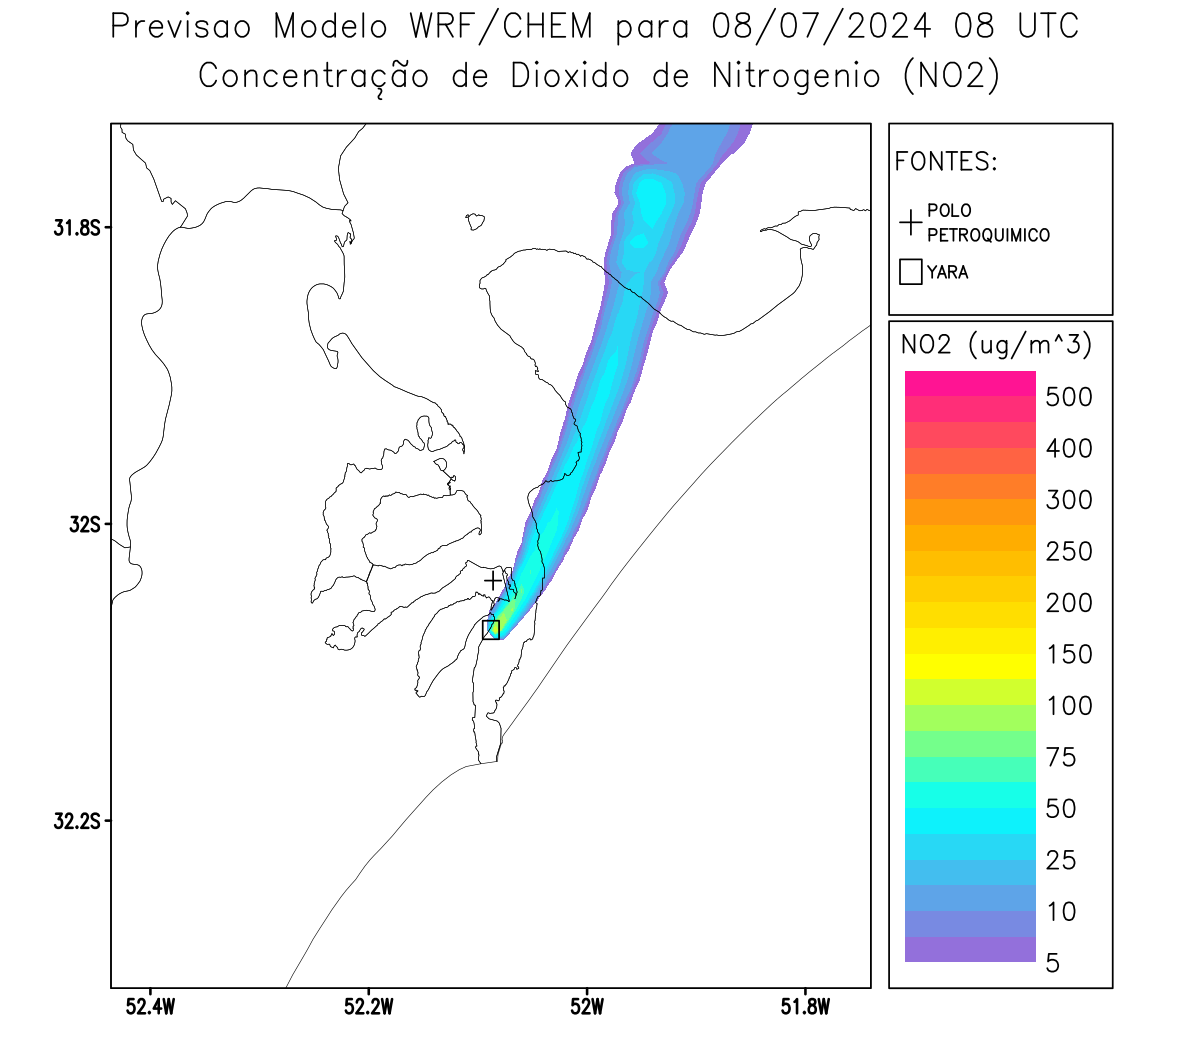 Previsao Modelo WRF/CHEM para 08/07/2024 08 UTC
Concentração de Dioxido de Nitrogenio (NO2)
FONTES:
POLO
PETROQUIMICO
YARA
NO2 (ug/m^3)
500
400
300
250
200
150
100
75
50
25
10
5
31.8S
32S
32.2S
52.4W
52.2W
52W
51.8W